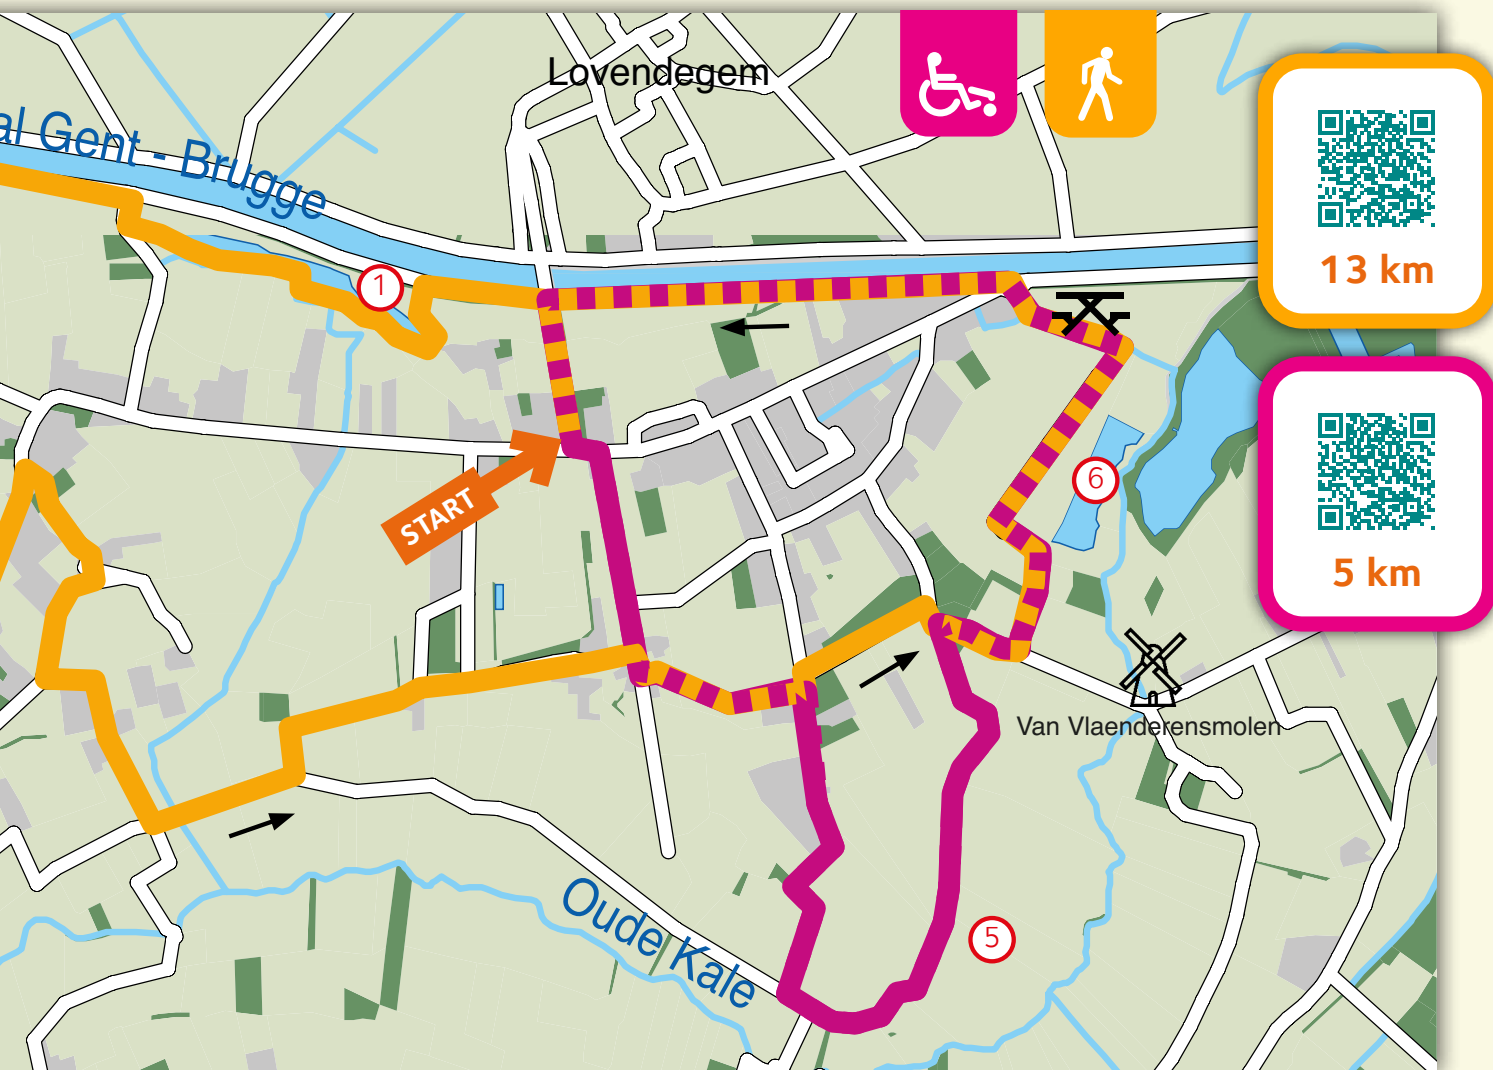 Lovendegem
al Gent - Brugge
13 km
1
START
6
5 km
Van Vlaenderensmolen
Oude Kale
5